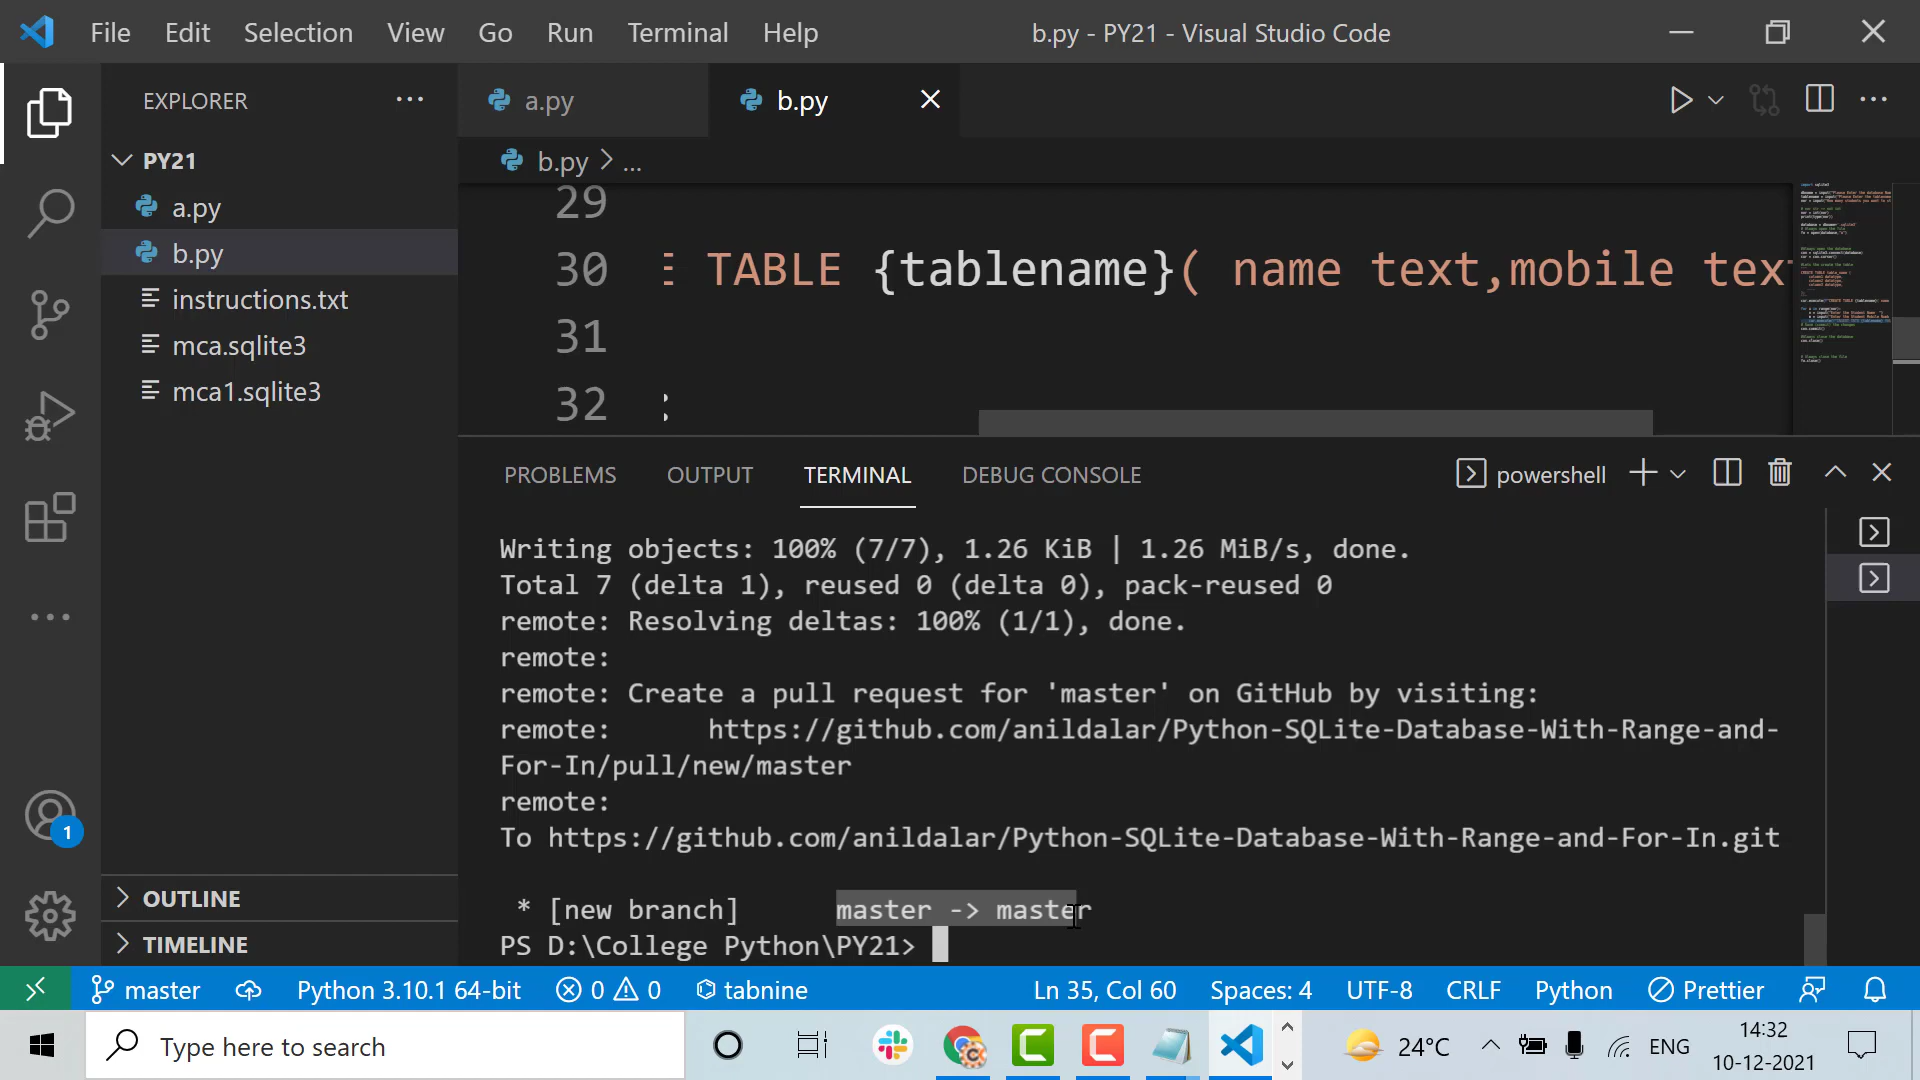 File Edit Selection View Go Run Terminal Help b.py - PY21 - Visual Studio Code
EXPLORER
PY21
a.py
b.py
instructions.txt
mca.sqlite3
mca1.sqlite3
OUTLINE
TIMELINE
1
a.py b.py
b.py > ...
29
30 TABLE {tablename}( name text,mobile tex
31
32 :
PROBLEMS OUTPUT TERMINAL DEBUG CONSOLE powershell
Writing objects: 100% (7/7), 1.26 KiB | 1.26 MiB/s, done.
Total 7 (delta 1), reused 0 (delta 0), pack-reused 0
remote: Resolving deltas: 100% (1/1), done.
remote:
remote: Create a pull request for 'master' on GitHub by visiting:
remote: https://github.com/anildalar/Python-SQLite-Database-With-Range-and-
For-In/pull/new/master
remote:
To https://github.com/anildalar/Python-SQLite-Database-With-Range-and-For-In.git
* [new branch] master -> master
PS D:\College Python\PY21>
master Python 3.10.1 64-bit 0 0 tabnine Ln 35, Col 60 Spaces: 4 UTF-8 CRLF Python Prettier
Type here to search 24°C ENG 14:32
10-12-2021